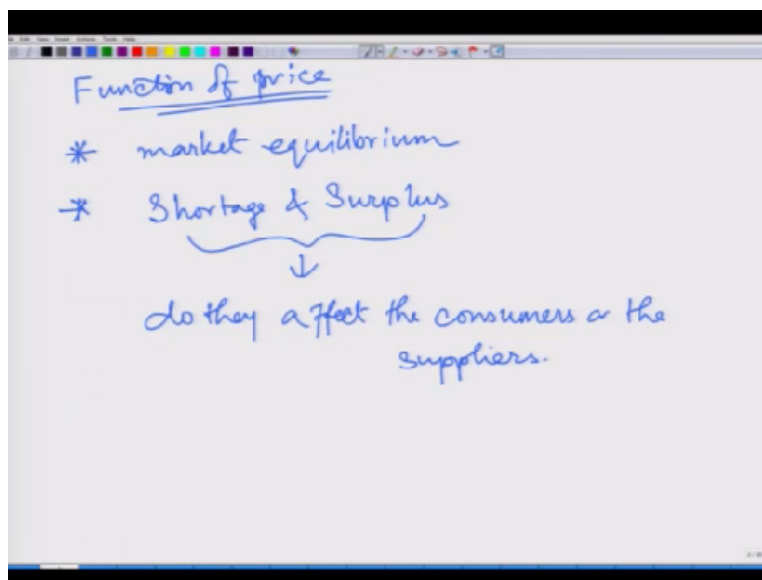 Function of price
* market equilibrium
* Shortage & Surplus
do they affect the consumers or the
suppliers.